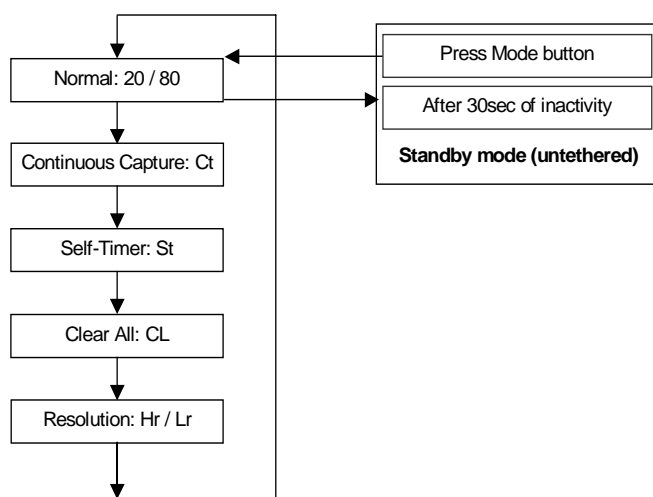 Normal: 20 / 80
Continuous Capture: Ct
Self-Timer: St
Clear All: CL
Resolution: Hr / Lr
Press Mode button
After 30sec of inactivity
Standby mode (untethered)